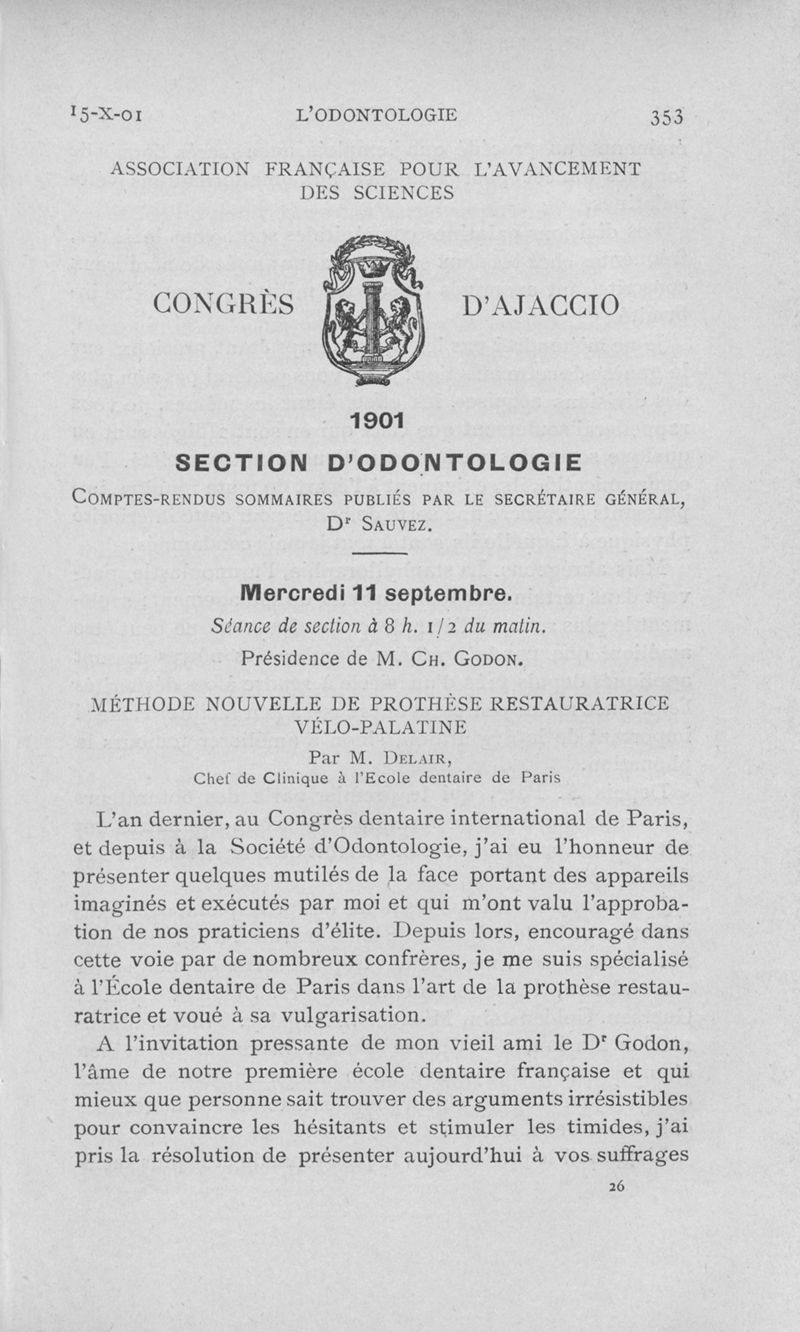 15-X-01 L'ODONTOLOGIE 353
ASSOCIATION FRANÇAISE POUR L'AVANCEMENT
DES SCIENCES
CONGRÈS D'AJACCIO
1901
SECTION D'ODONTOLOGIE
COMPTES-RENDUS SOMMAIRES PUBLIÉS PAR LE SECRÉTAIRE GÉNÉRAL,
Dr SAUVEZ.
Mercredi 11 septembre.
Séance de section à 8 h. 1/2 du matin.
Présidence de M. CH. GODON.
MÉTHODE NOUVELLE DE PROTHÈSE RESTAURATRICE
VÉLO-PALATINE
Par M. DELAIR,
Chef de Clinique à l'Ecole dentaire de Paris
L'an dernier, au Congrès dentaire international de Paris,
et depuis à la Société d'Odontologie, j'ai eu l'honneur de
présenter quelques mutilés de la face portant des appareils
imaginés et exécutés par moi et qui m'ont valu l'approba-
tion de nos praticiens d'élite. Depuis lors, encouragé dans
cette voie par de nombreux confrères, je me suis spécialisé
à l'École dentaire de Paris dans l'art de la prothèse restau-
ratrice et voué à sa vulgarisation.
A l'invitation pressante de mon vieil ami le Dr Godon,
l'âme de notre première école dentaire française et qui
mieux que personne sait trouver des arguments irrésistibles
pour convaincre les hésitants et stimuler les timides, j'ai
pris la résolution de présenter aujourd'hui à vos suffrages
26